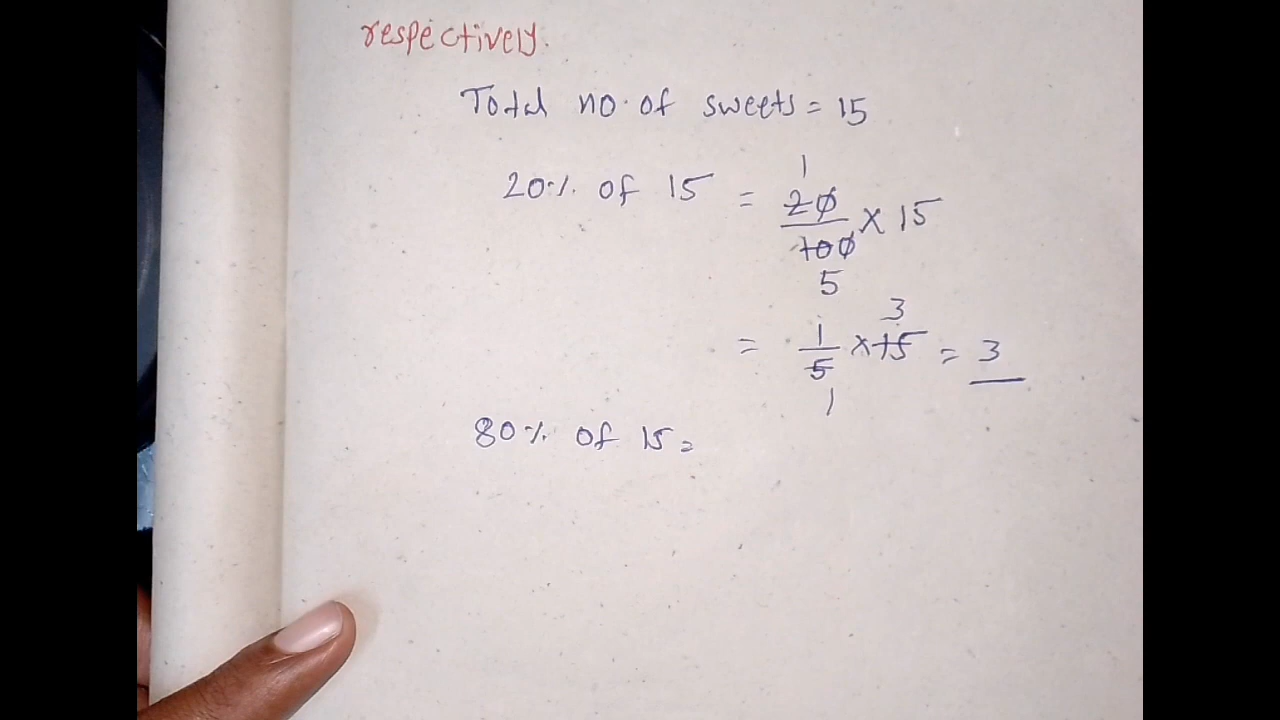 respectively.
Total no. of sweets = 15
20% of 15 = 20/100 × 15
1
5
= 1/5 × 15 = 3
3
1
80% of 15 =